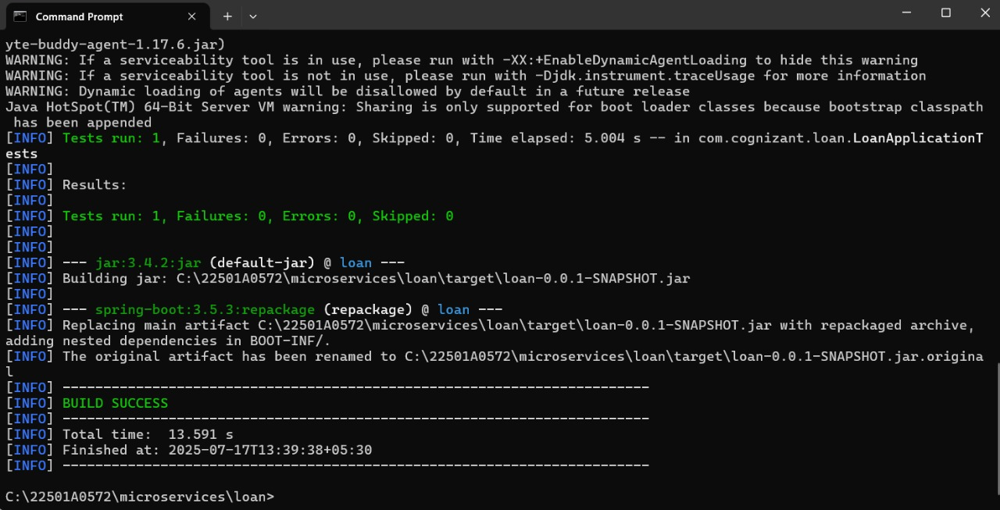 Command Prompt
yte-buddy-agent-1.17.6.jar)
WARNING: If a serviceability tool is in use, please run with -XX:+EnableDynamicAgentLoading to hide this warning
WARNING: If a serviceability tool is not in use, please run with -Djdk.instrument.traceUsage for more information
WARNING: Dynamic loading of agents will be disallowed by default in a future release
Java HotSpot(TM) 64-Bit Server VM warning: Sharing is only supported for boot loader classes because bootstrap classpath
 has been appended
[INFO] Tests run: 1, Failures: 0, Errors: 0, Skipped: 0, Time elapsed: 5.004 s -- in com.cognizant.loan.LoanApplicationT
ests
[INFO]
[INFO] Results:
[INFO]
[INFO] Tests run: 1, Failures: 0, Errors: 0, Skipped: 0
[INFO]
[INFO]
[INFO] --- jar:3.4.2:jar (default-jar) @ loan ---
[INFO] Building jar: C:\22501A0572\microservices\loan\target\loan-0.0.1-SNAPSHOT.jar
[INFO]
[INFO] --- spring-boot:3.5.3:repackage (repackage) @ loan ---
[INFO] Replacing main artifact C:\22501A0572\microservices\loan\target\loan-0.0.1-SNAPSHOT.jar with repackaged archive,
adding nested dependencies in BOOT-INF/.
[INFO] The original artifact has been renamed to C:\22501A0572\microservices\loan\target\loan-0.0.1-SNAPSHOT.jar.origina
l
[INFO] ------------------------------------------------------------------------
[INFO] BUILD SUCCESS
[INFO] ------------------------------------------------------------------------
[INFO] Total time:  13.591 s
[INFO] Finished at: 2025-07-17T13:39:38+05:30
[INFO] ------------------------------------------------------------------------
C:\22501A0572\microservices\loan>